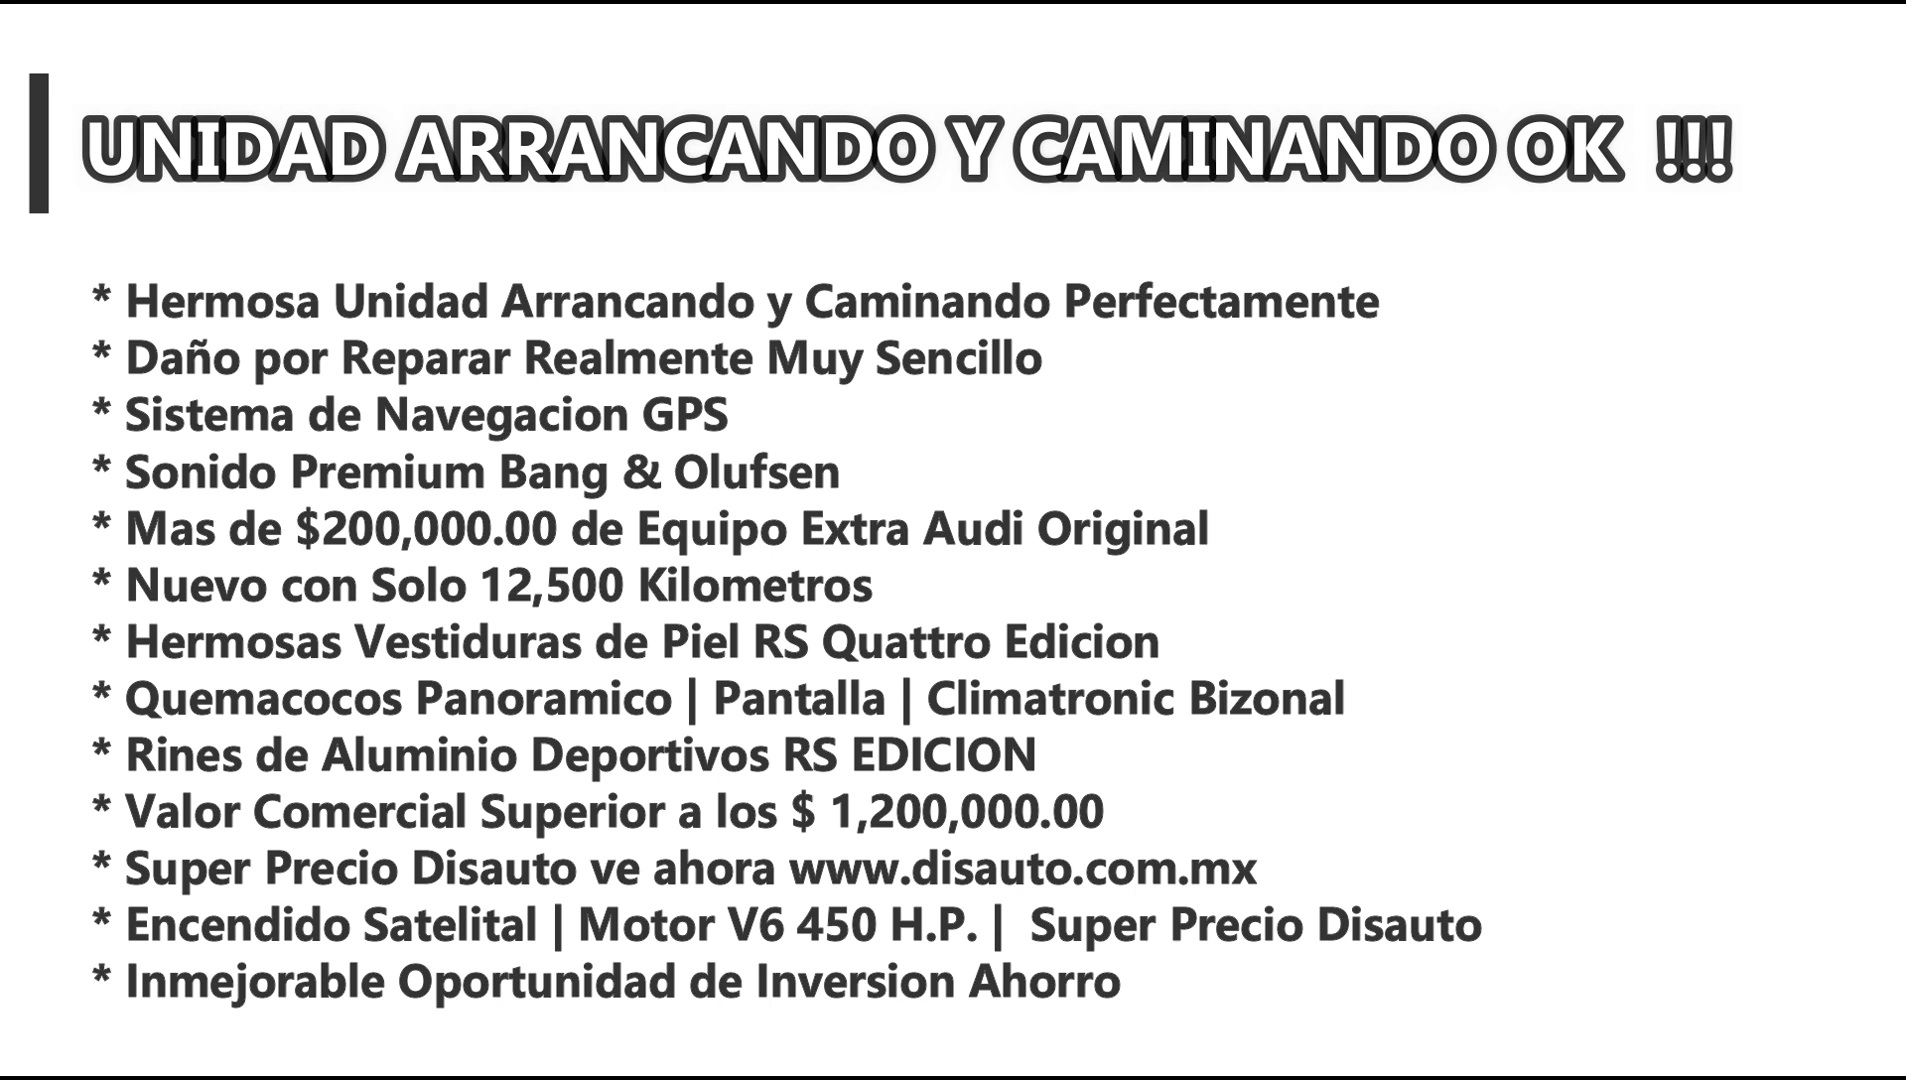 UNIDAD ARRANCANDO Y CAMINANDO OK !!!
* Hermosa Unidad Arrancando y Caminando Perfectamente
* Daño por Reparar Realmente Muy Sencillo
* Sistema de Navegacion GPS
* Sonido Premium Bang & Olufsen
* Mas de $200,000.00 de Equipo Extra Audi Original
* Nuevo con Solo 12,500 Kilometros
* Hermosas Vestiduras de Piel RS Quattro Edicion
* Quemacocos Panoramico | Pantalla | Climatronic Bizonal
* Rines de Aluminio Deportivos RS EDICION
* Valor Comercial Superior a los $ 1,200,000.00
* Super Precio Disauto ve ahora www.disauto.com.mx
* Encendido Satelital | Motor V6 450 H.P. | Super Precio Disauto
* Inmejorable Oportunidad de Inversion Ahorro